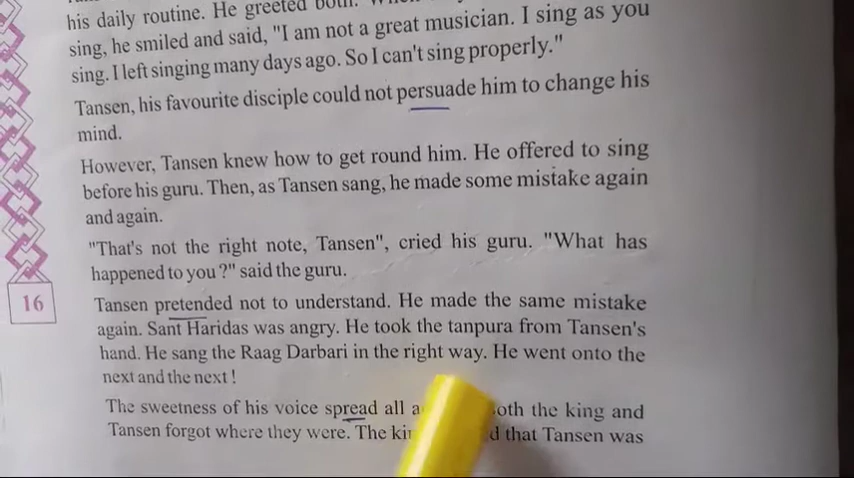 his daily routine. He greeted both.
sing, he smiled and said, "I am not a great musician. I sing as you
sing. I left singing many days ago. So I can't sing properly."
Tansen, his favourite disciple could not persuade him to change his
mind.
However, Tansen knew how to get round him. He offered to sing
before his guru. Then, as Tansen sang, he made some mistake again
and again.
"That's not the right note, Tansen", cried his guru. "What has
happened to you ?" said the guru.
Tansen pretended not to understand. He made the same mistake
16
again. Sant Haridas was angry. He took the tanpura from Tansen's
hand. He sang the Raag Darbari in the right way. He went onto the
next and the next !
The sweetness of his voice spread all the king and
Tansen forgot where they were. The that Tansen was